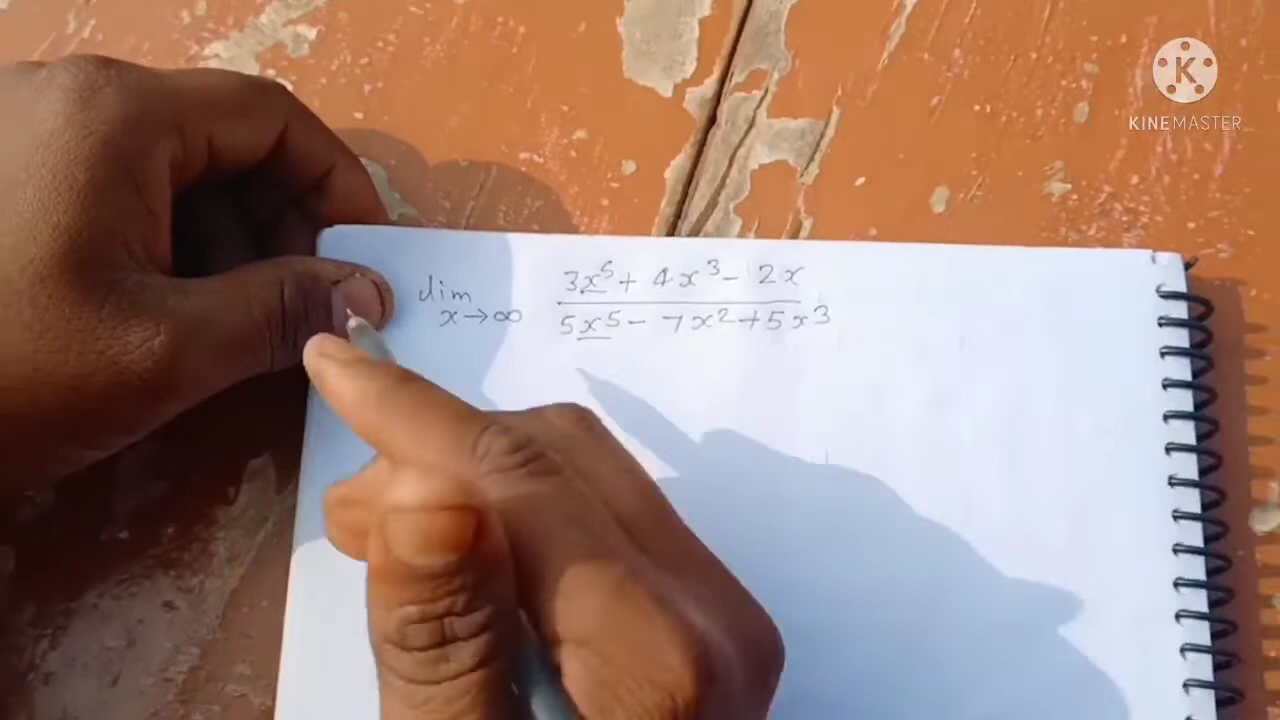 lim 3x⁵ + 4x³ - 2x
x→∞ 5x⁵ - 7x² + 5x³
KINEMASTER